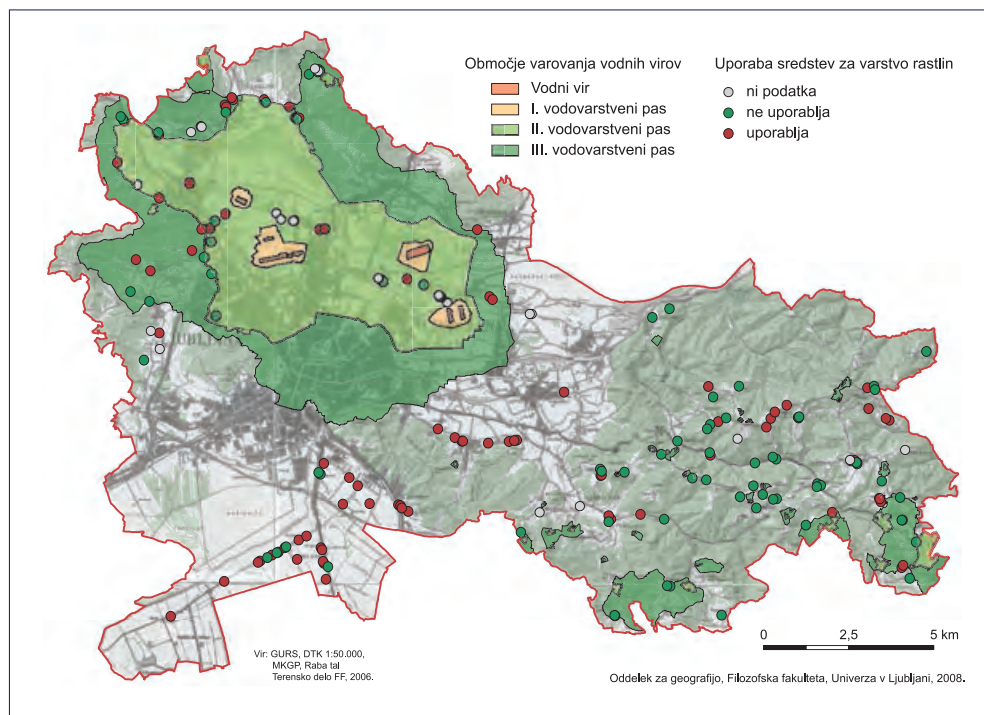 Območje varovanja vodnih virov
Vodni vir
I. vodovarstveni pas
II. vodovarstveni pas
III. vodovarstveni pas
Uporaba sredstev za varstvo rastlin
ni podatka
ne uporablja
uporablja
0 2,5 5 km
Vir: GURS, DTK 1:50.000,
MKGP, Raba tal
Terensko delo FF, 2006.
Oddelek za geografijo, Filozofska fakulteta, Univerza v Ljubljani, 2008.